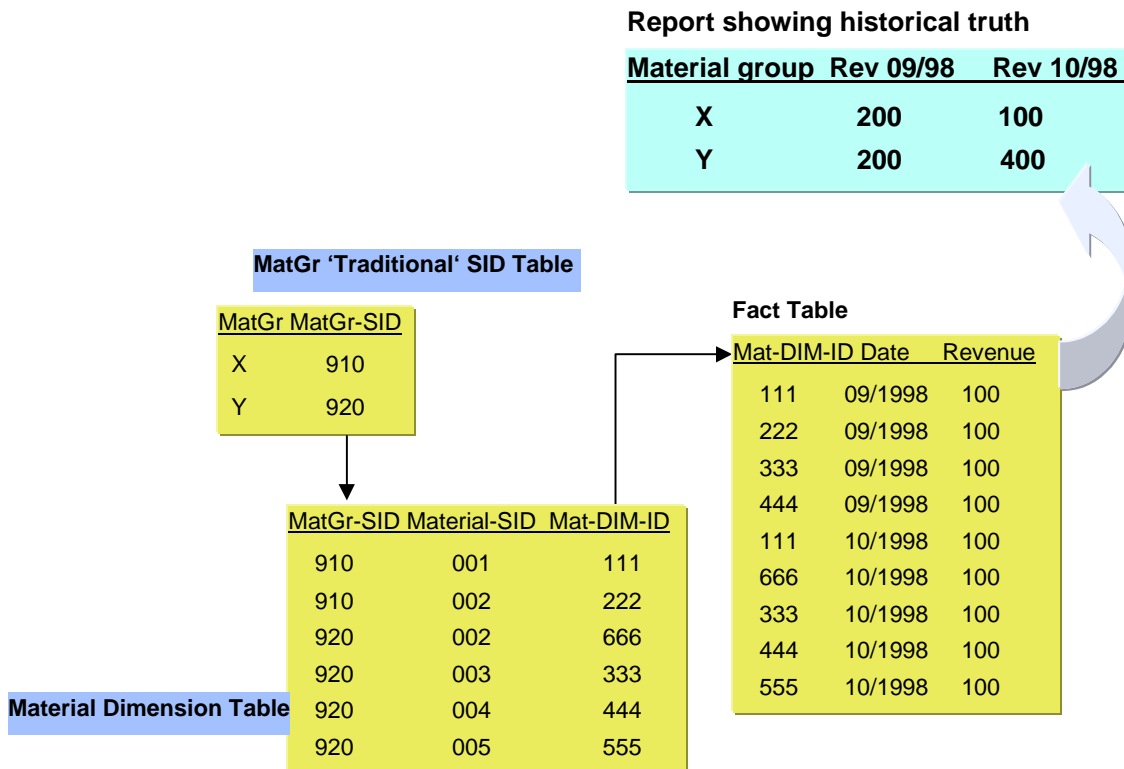 Report showing historical truth
Material group Rev 09/98 Rev 10/98
X 200 100
Y 200 400
MatGr ‘Traditional‘ SID Table
MatGr MatGr-SID
X 910
Y 920
Fact Table
Mat-DIM-ID Date Revenue
111 09/1998 100
222 09/1998 100
333 09/1998 100
444 09/1998 100
111 10/1998 100
666 10/1998 100
333 10/1998 100
444 10/1998 100
555 10/1998 100
MatGr-SID Material-SID Mat-DIM-ID
910 001 111
910 002 222
920 002 666
920 003 333
920 004 444
920 005 555
Material Dimension Table